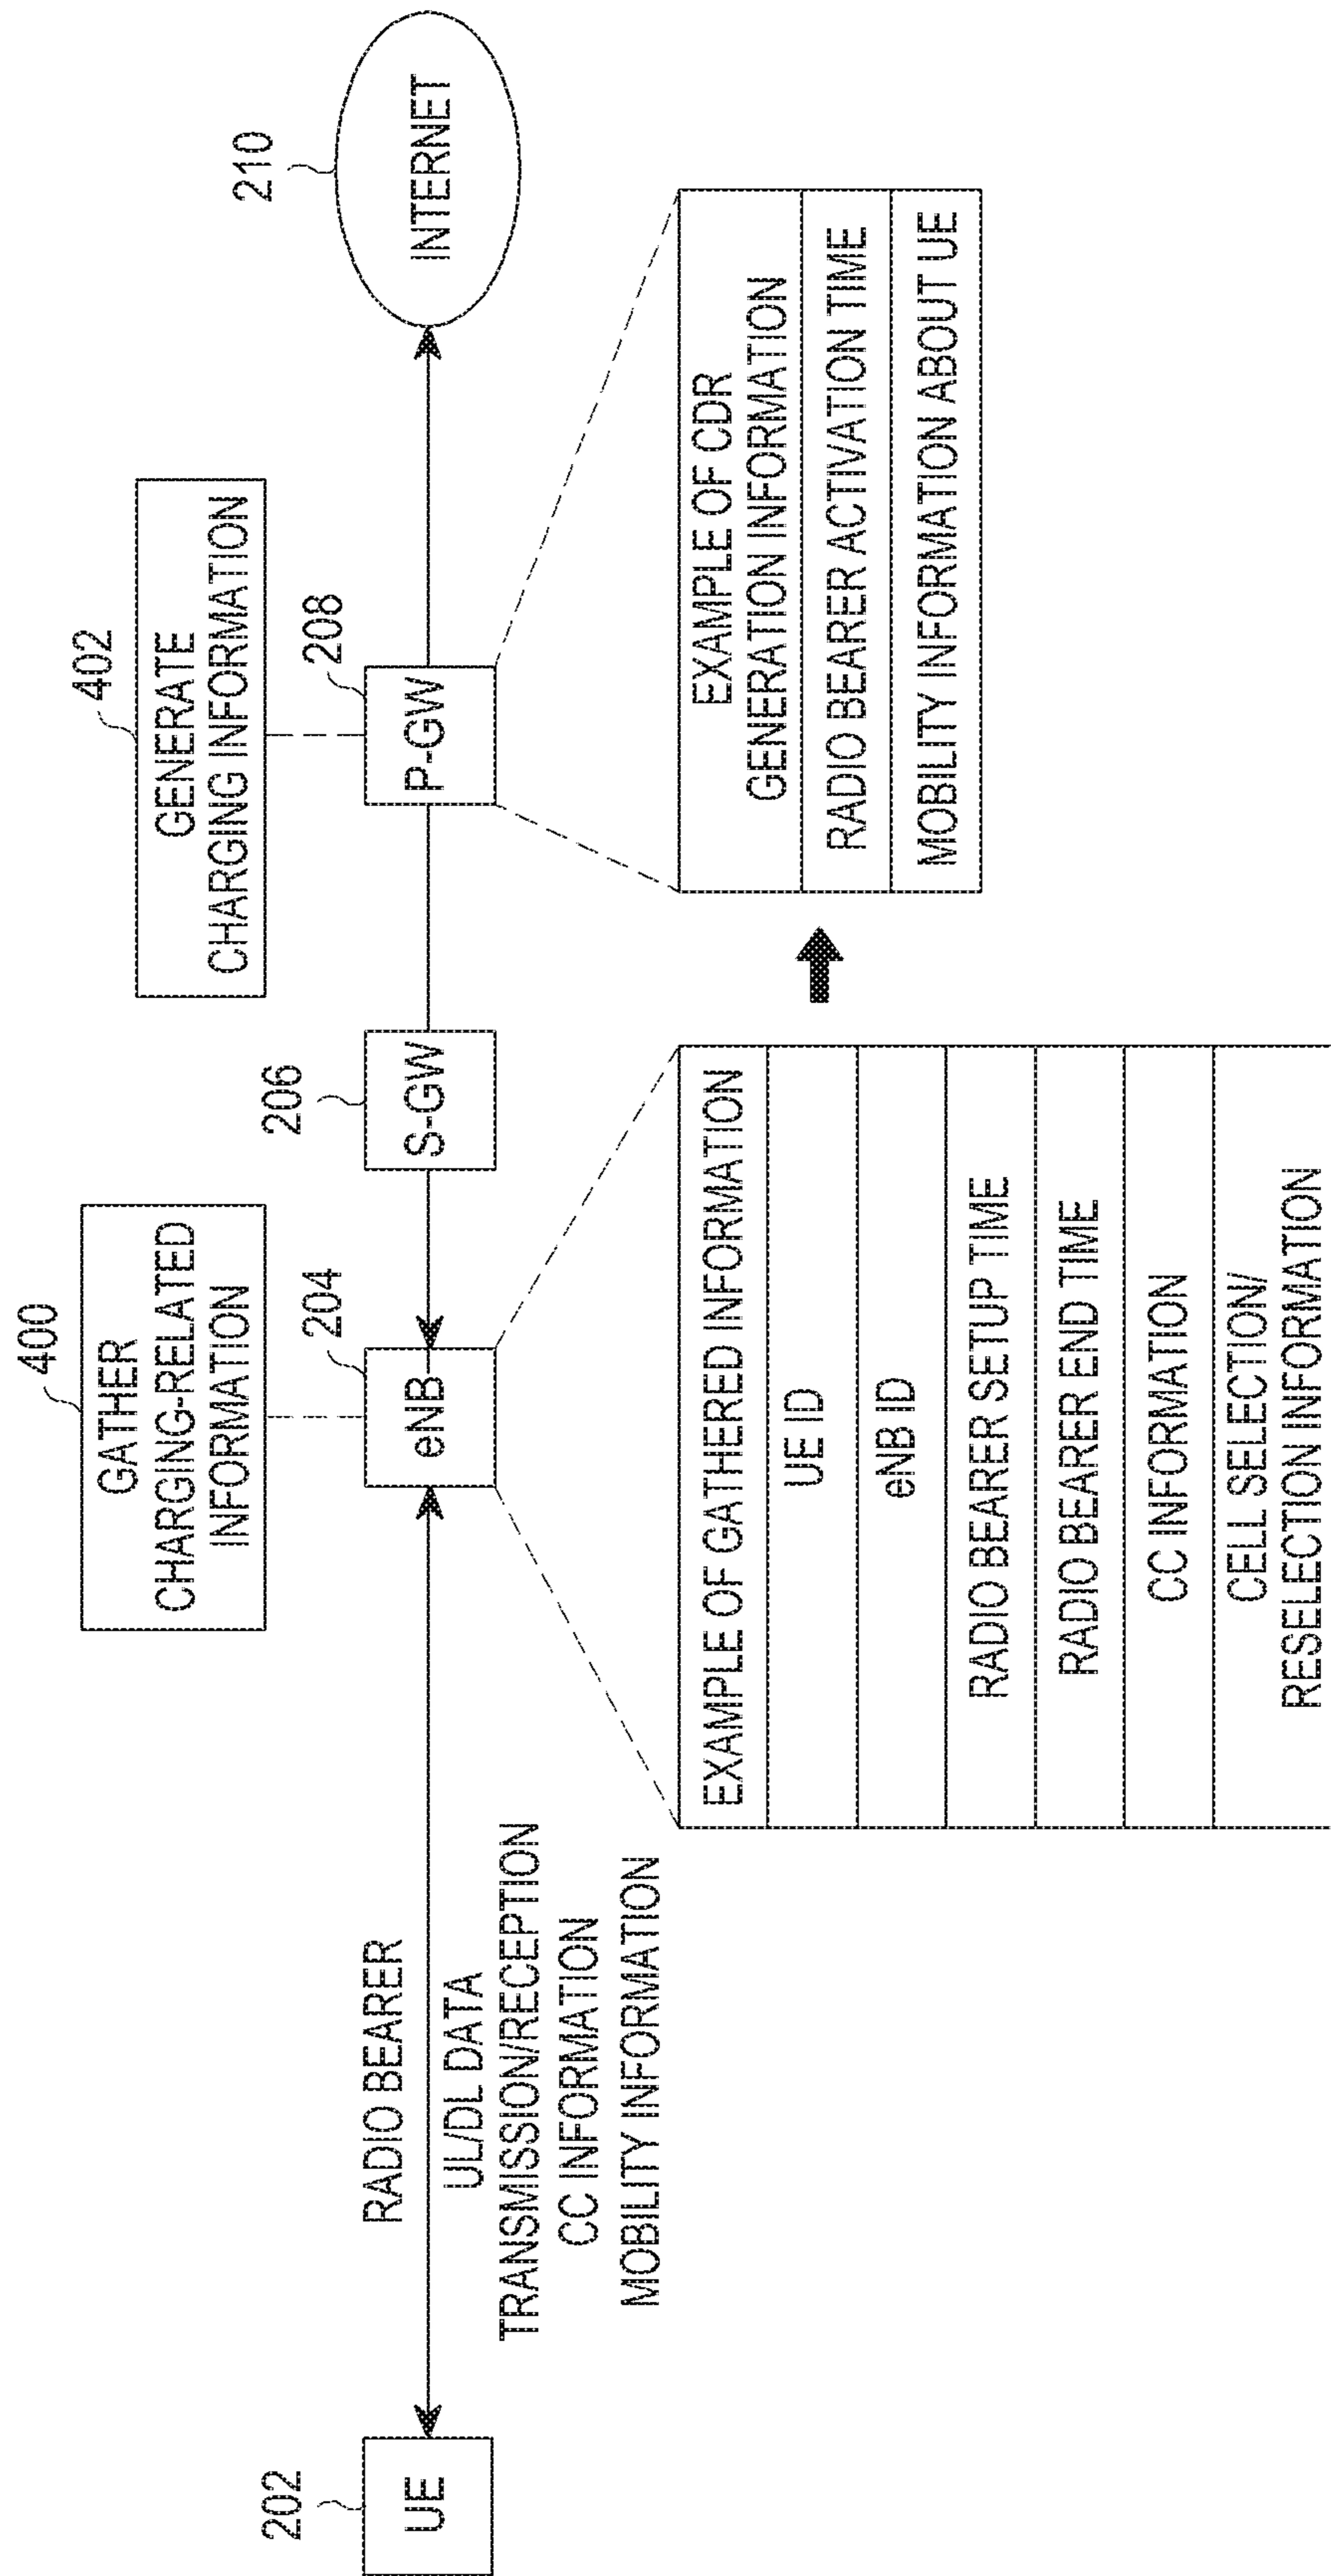 400
GATHER
CHARGING-RELATED
INFORMATION
402
GENERATE
CHARGING INFORMATION
202
UE
RADIO BEARER
UL/DL DATA
TRANSMISSION/RECEPTION
CC INFORMATION
MOBILITY INFORMATION
204
eNB
206
S-GW
208
P-GW
210
INTERNET
EXAMPLE OF GATHERED INFORMATION
UE ID
eNB ID
RADIO BEARER SETUP TIME
RADIO BEARER END TIME
CC INFORMATION
CELL SELECTION/
RESELECTION INFORMATION
EXAMPLE OF CDR
GENERATION INFORMATION
RADIO BEARER ACTIVATION TIME
MOBILITY INFORMATION ABOUT UE